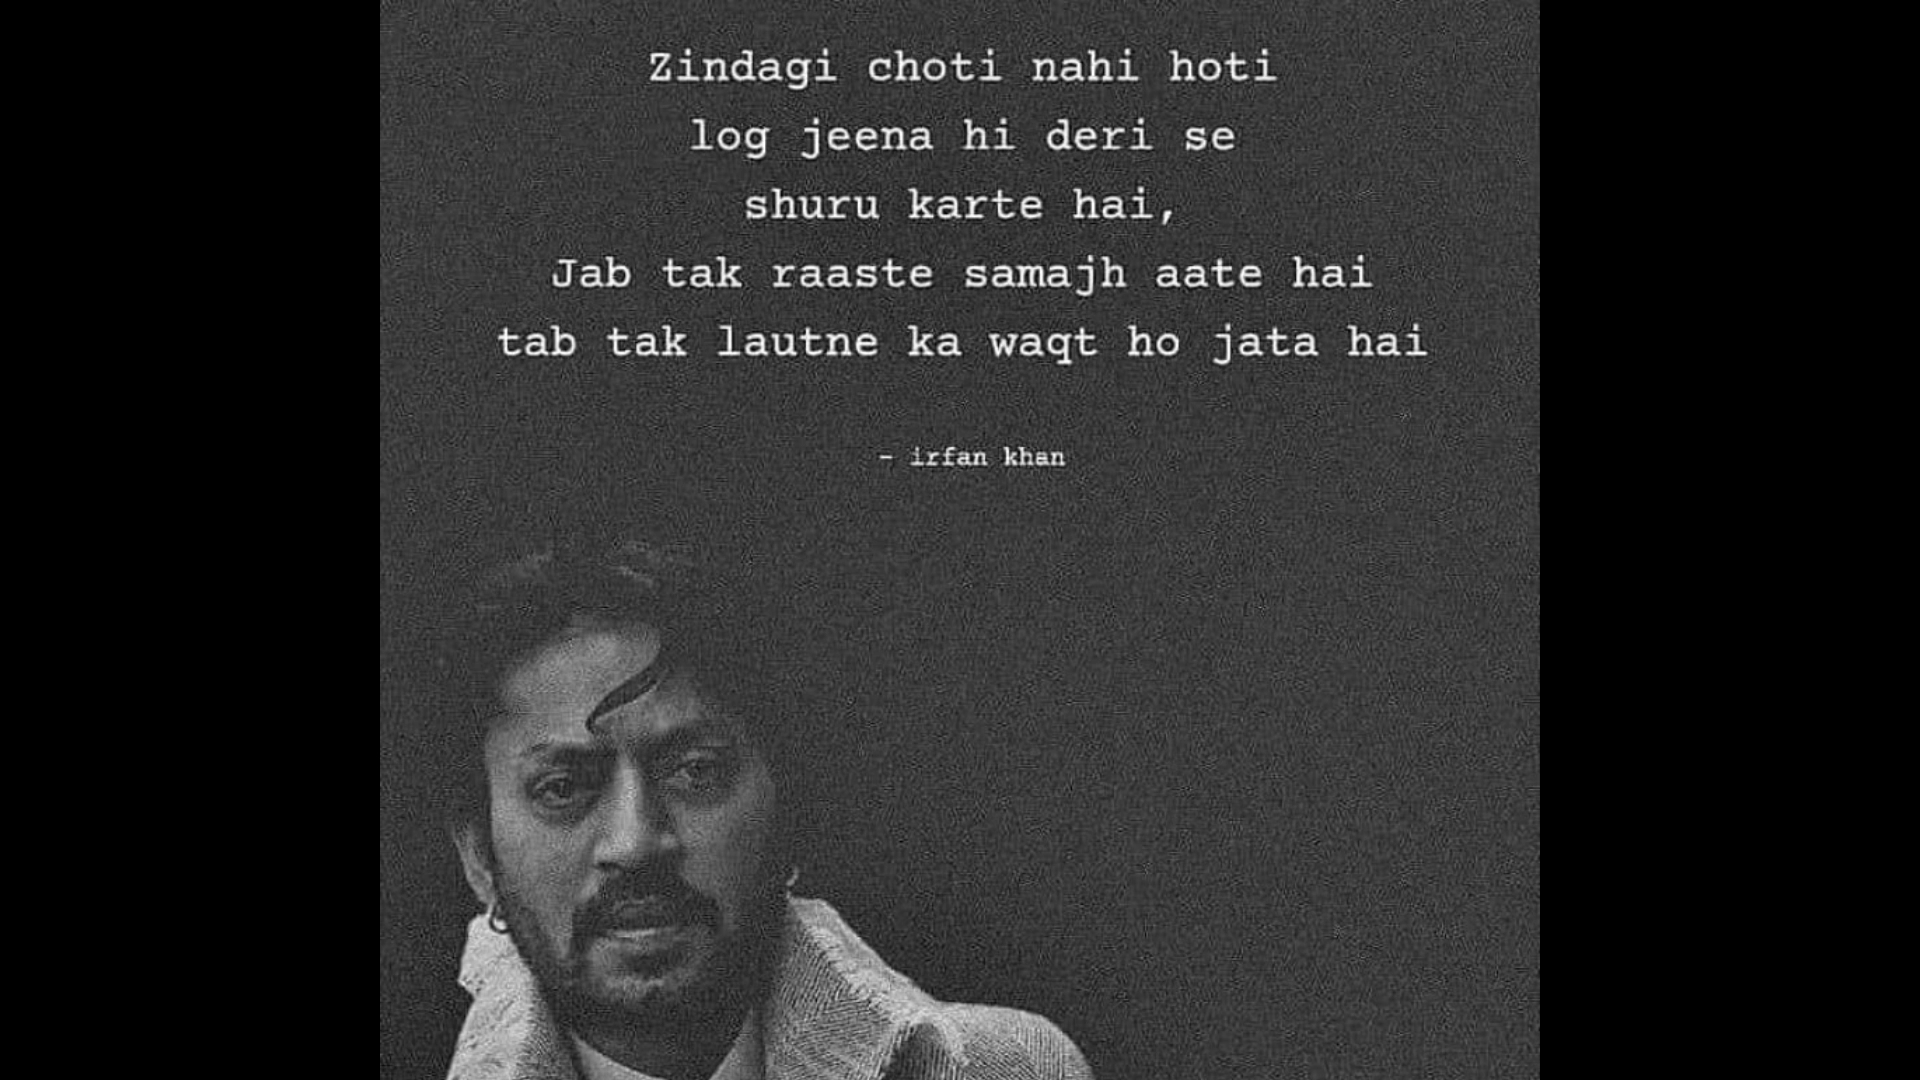 Zindagi choti nahi hoti
log jeena hi deri se
shuru karte hai,
Jab tak raaste samajh aate hai
tab tak lautne ka waqt ho jata hai
- irfan khan